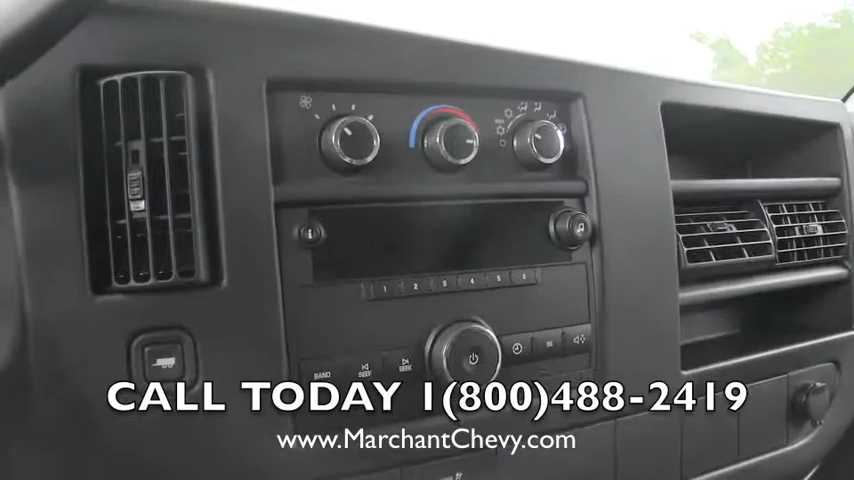 i
1 2 3 4 5 6
BAND SEEK SEEK
CALL TODAY 1(800)488-2419
www.MarchantChevy.com